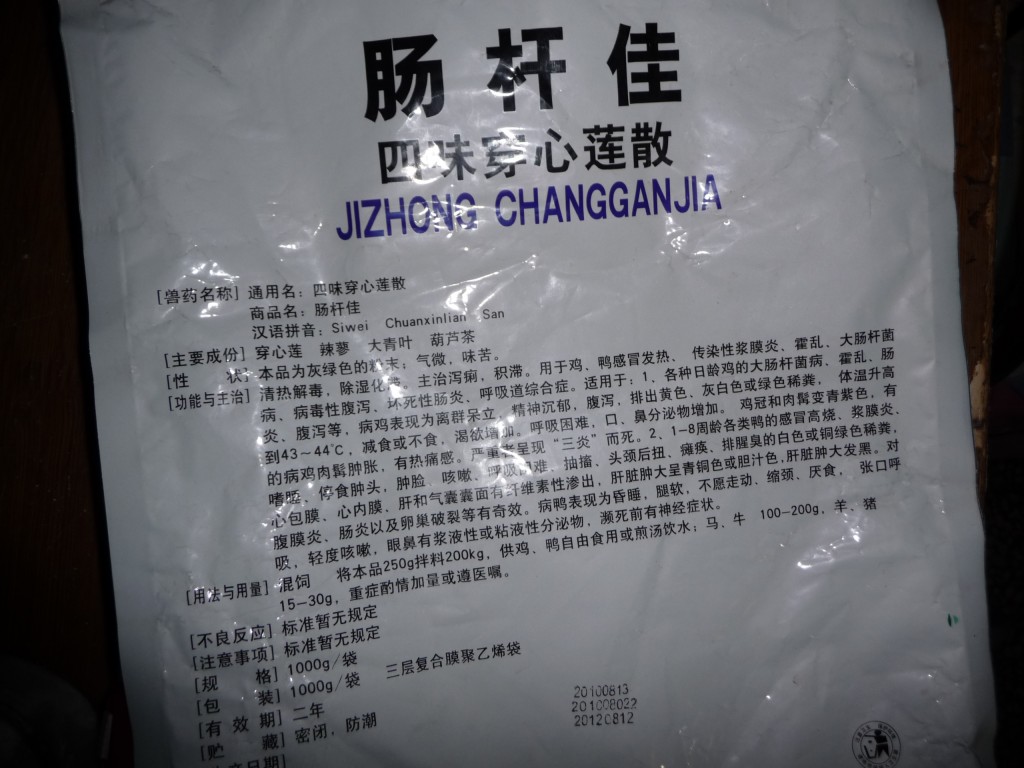 肠杆佳
四味穿心莲散
JIZHONG CHANGGANJIA
[兽药名称] 通用名：四味穿心莲散
商品名：肠杆佳
汉语拼音：Siwei Chuanxinlian San
[主要成份] 穿心莲 辣蓼 大青叶 葫芦茶
[性 状] 本品为灰绿色的粉末；气微，味苦。
[功能与主治] 清热解毒，除湿化滞。主治泻痢，积滞。用于鸡、鸭感冒发热、传染性浆膜炎、霍乱、大肠杆菌
病、病毒性腹泻、坏死性肠炎、呼吸道综合症。适用于：1、各种日龄鸡的大肠杆菌病、霍乱、肠
炎、腹泻等，病鸡表现为离群呆立，精神沉郁，腹泻，排出黄色、灰白色或绿色稀粪，体温升高
到43～44℃，减食或不食，渴欲增加。呼吸困难，口、鼻分泌物增加。鸡冠和肉髯变青紫色，有
的病鸡肉髯肿胀，有热痛感。严重者呈现“三炎”而死。2、1-8周龄各类鸭的感冒高烧、浆膜炎、
嗜睡、停食肿头，肿脸、咳嗽、呼吸困难、抽搐，头颈后扭、瘫痪、排腥臭的白色或铜绿色稀粪，
心包膜、心内膜、肝和气囊囊面有纤维素性渗出，肝脏肿大呈青铜色或胆汁色，肝脏肿大发黑。对
腹膜炎、肠炎以及卵巢破裂等有奇效。病鸭表现为昏睡，腿软，不愿走动、缩颈、厌食，张口呼
吸，轻度咳嗽，眼鼻有浆液性或粘液性分泌物，濒死前有神经症状。
[用法与用量] 混饲 将本品250g拌料200kg，供鸡、鸭自由食用或煎汤饮水；马、牛 100-200g，羊、猪
15-30g，重症酌情加量或遵医嘱。
[不良反应] 标准暂无规定
[注意事项] 标准暂无规定
[规 格] 1000g/袋
[包 装] 1000g/袋 三层复合膜聚乙烯袋
[有 效 期] 二年
[贮 藏] 密闭，防潮
20100813
201008022
20120812